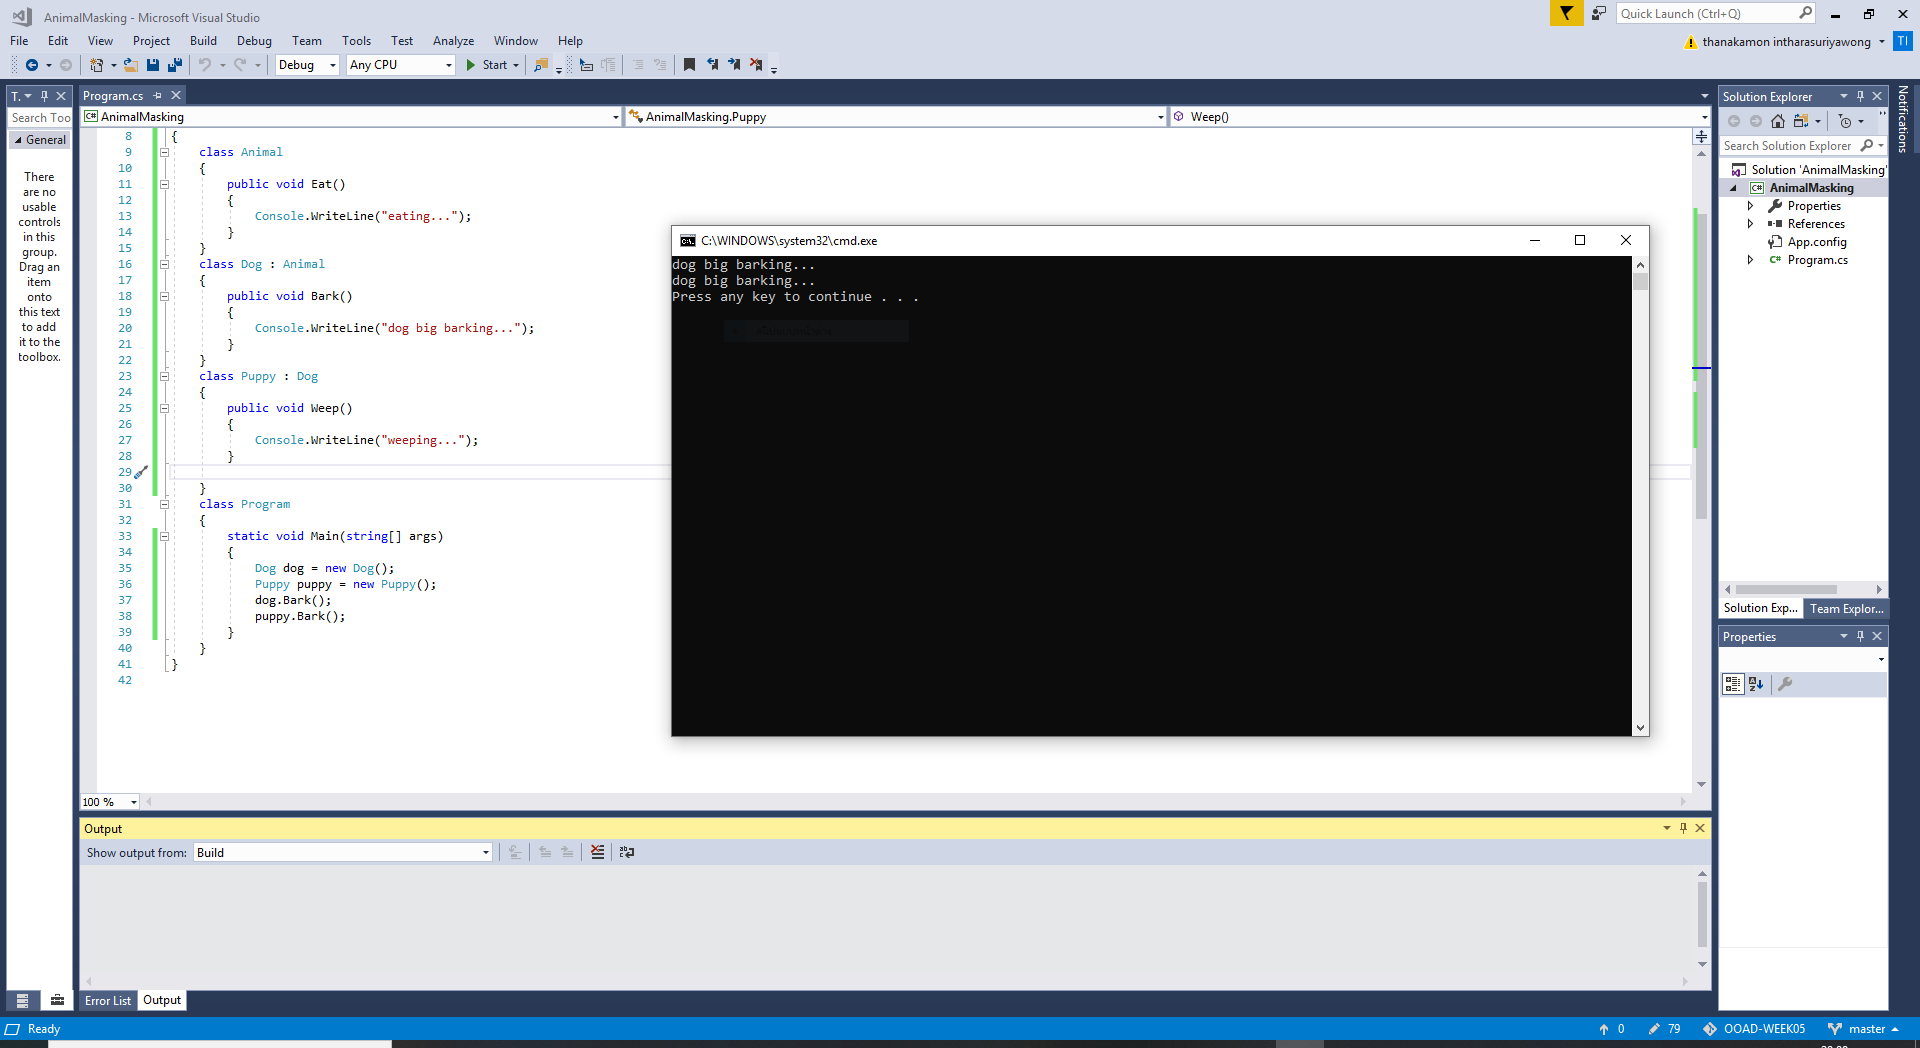 AnimalMasking - Microsoft Visual Studio
Quick Launch (Ctrl+Q)
File Edit View Project Build Debug Team Tools Test Analyze Window Help
thanakamon intharasuriyawong TI
Debug Any CPU Start
T.
Program.cs
Search Too
General
There
are no
usable
controls
in this
group.
Drag an
item
onto
this text
to add
it to the
toolbox.
C# AnimalMasking
AnimalMasking.Puppy
Weep()
8 {
9 class Animal
10 {
11 public void Eat()
12 {
13 Console.WriteLine("eating...");
14 }
15 }
16 class Dog : Animal
17 {
18 public void Bark()
19 {
20 Console.WriteLine("dog big barking...");
21 }
22 }
23 class Puppy : Dog
24 {
25 public void Weep()
26 {
27 Console.WriteLine("weeping...");
28 }
29
30 }
31 class Program
32 {
33 static void Main(string[] args)
34 {
35 Dog dog = new Dog();
36 Puppy puppy = new Puppy();
37 dog.Bark();
38 puppy.Bark();
39 }
40 }
41 }
42
100 %
C:\WINDOWS\system32\cmd.exe
dog big barking...
dog big barking...
Press any key to continue . . .
Solution Explorer
Search Solution Explorer
Solution 'AnimalMasking'
C# AnimalMasking
Properties
References
App.config
C# Program.cs
Solution Exp...
Team Explor...
Properties
Notifications
Output
Show output from: Build
Error List
Output
Ready
0
79
OOAD-WEEK05
master